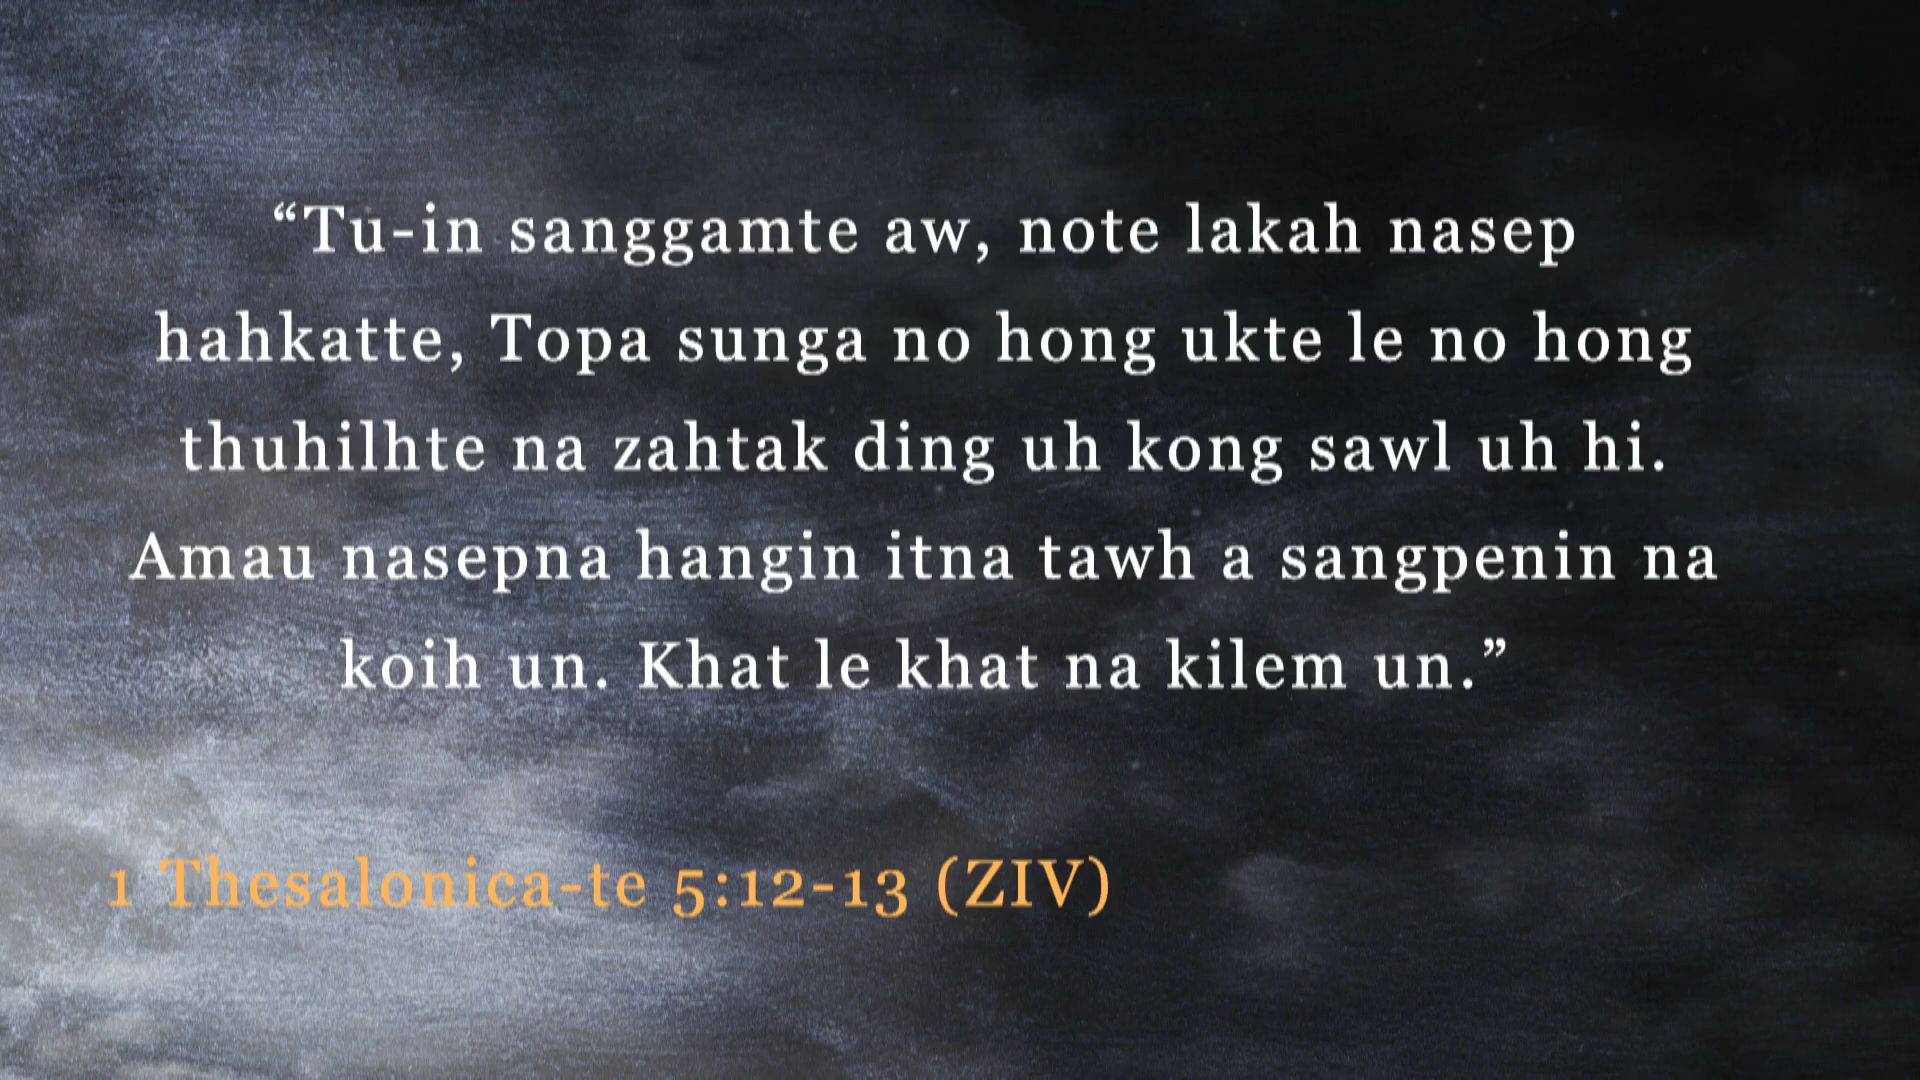 “Tu-in sanggamte aw, note lakah nasep
hahkatte, Topa sunga no hong ukte le no hong
thuhilhte na zahtak ding uh kong sawl uh hi.
Amau nasepna hangin itna tawh a sangpenin na
koih un. Khat le khat na kilem un.”
1 Thesalonica-te 5:12-13 (ZIV)